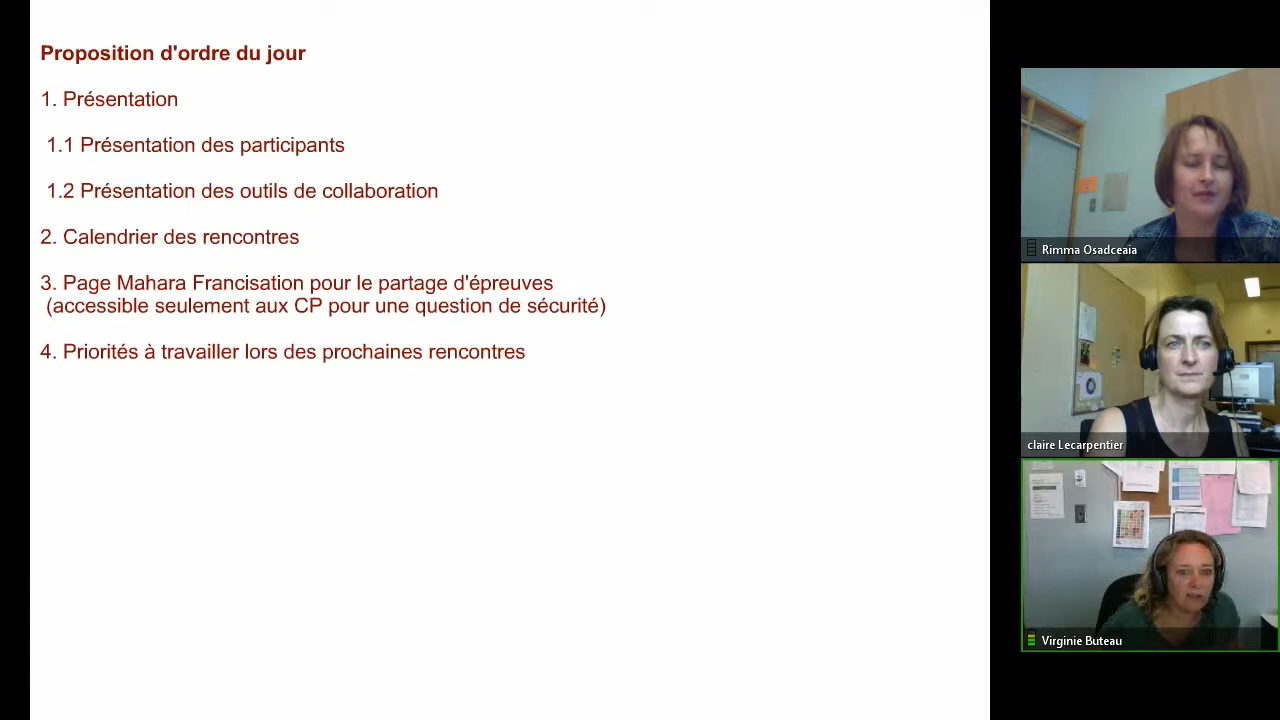 Proposition d'ordre du jour
1. Présentation
1.1 Présentation des participants
1.2 Présentation des outils de collaboration
2. Calendrier des rencontres
3. Page Mahara Francisation pour le partage d'épreuves
(accessible seulement aux CP pour une question de sécurité)
4. Priorités à travailler lors des prochaines rencontres
Rimma Osadceaia
claire Lecarpentier
Virginie Buteau